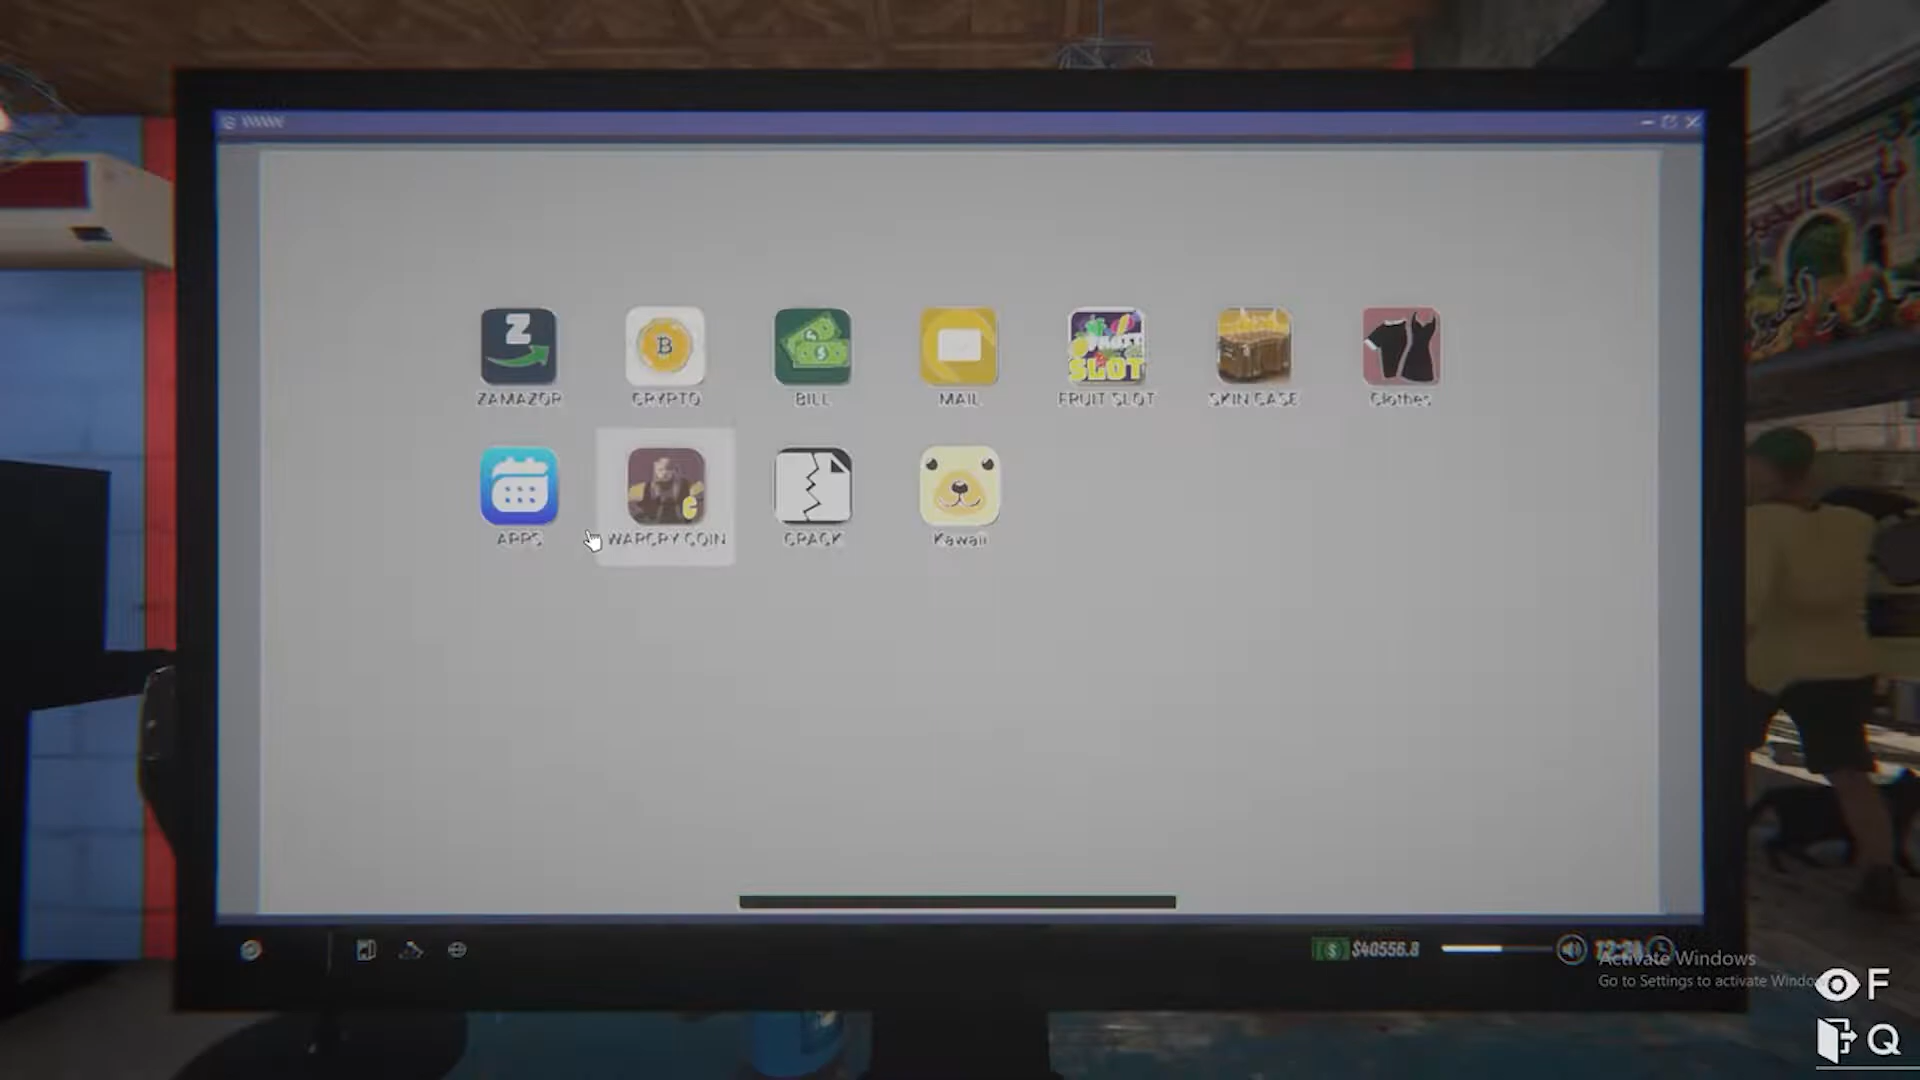 WWW
ZAMAZOR
CRYPTO
BILL
MAIL
FRUIT SLOT
SKIN CASE
Clothes
APPS
WARCRY COIN
CRACK
Kawaii
$40556.8
Activate Windows
Go to Settings to activate Windows
F
Q